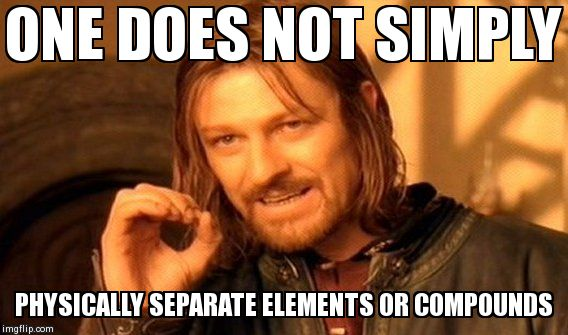 ONE DOES NOT SIMPLY
PHYSICALLY SEPARATE ELEMENTS OR COMPOUNDS
imgflip.com